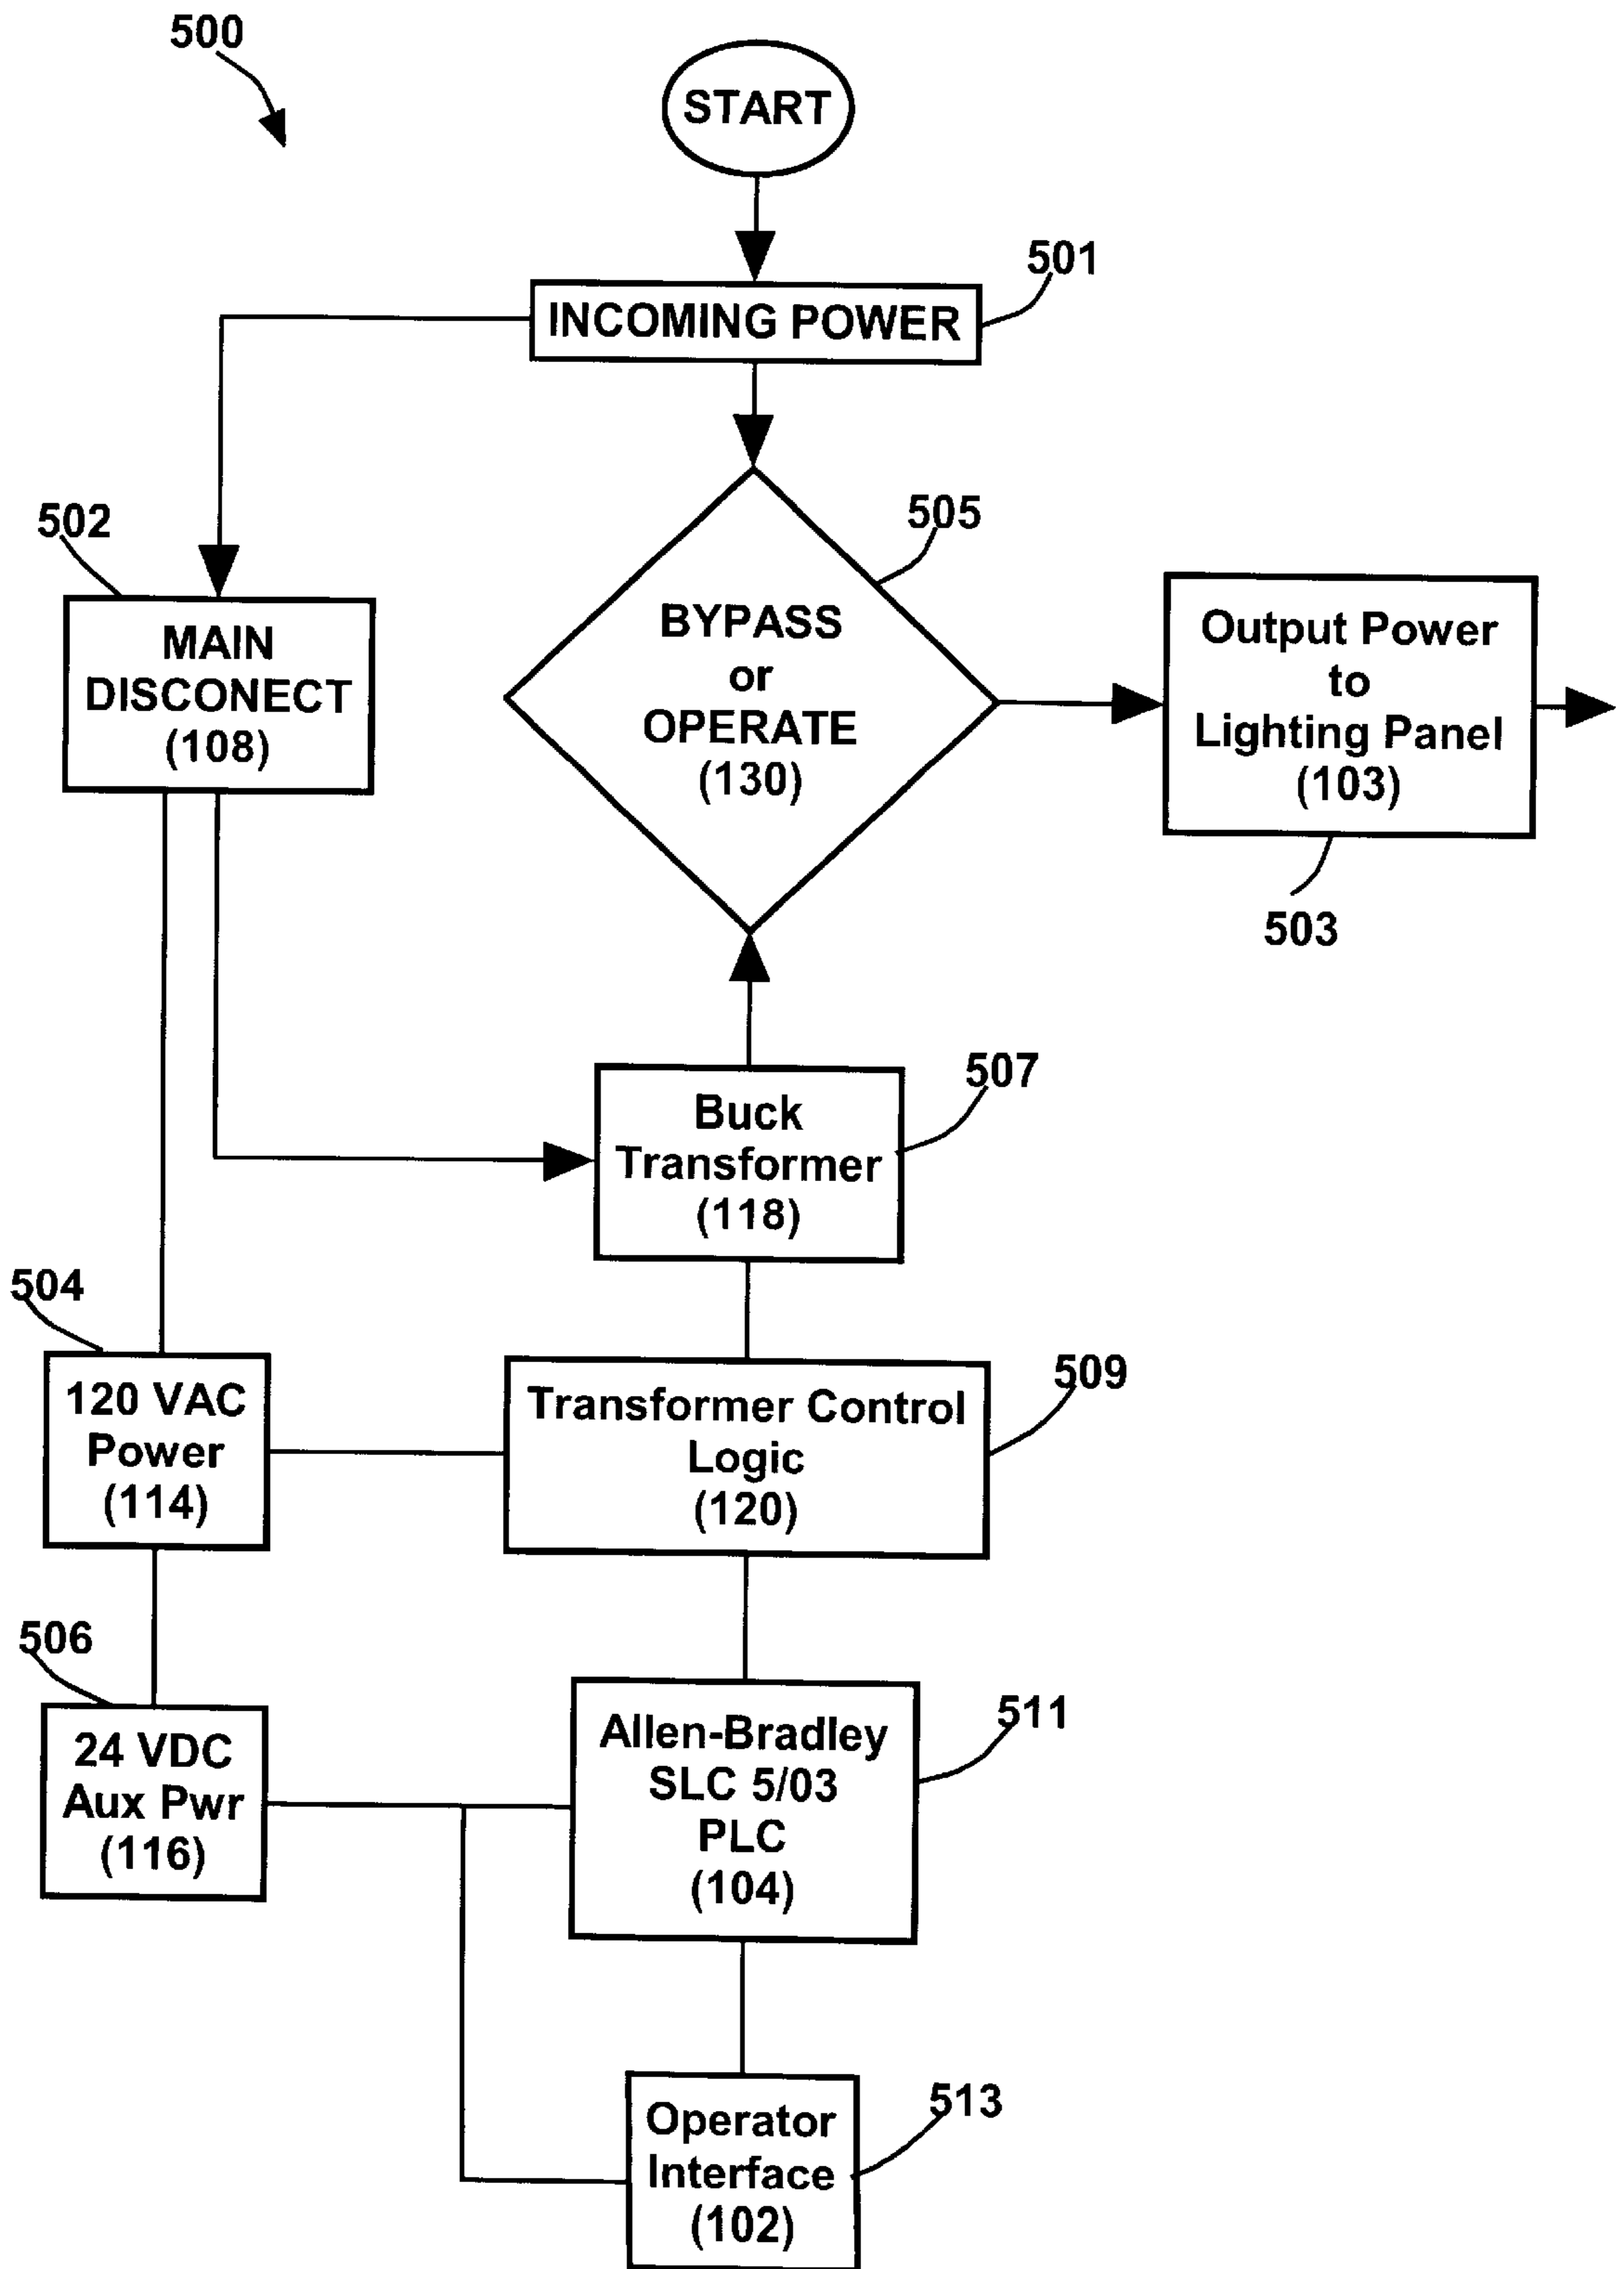 500
START
501
INCOMING POWER
502
505
MAIN
DISCONECT
(108)
BYPASS
or
OPERATE
(130)
Output Power
to
Lighting Panel
(103)
503
507
Buck
Transformer
(118)
504
509
120 VAC
Power
(114)
Transformer Control
Logic
(120)
506
511
24 VDC
Aux Pwr
(116)
Allen-Bradley
SLC 5/03
PLC
(104)
513
Operator
Interface
(102)